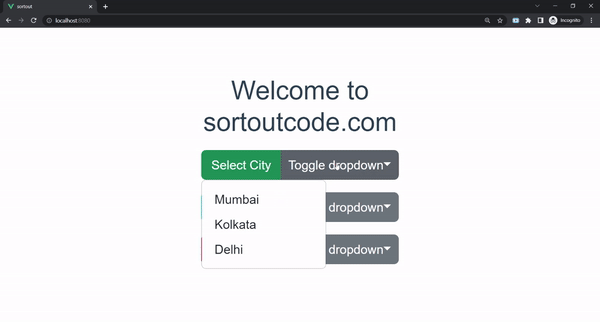 sortout
localhost:8080
Incognito
Welcome to
sortoutcode.com
Select City
Toggle dropdown
Mumbai
dropdown
Kolkata
Delhi
dropdown